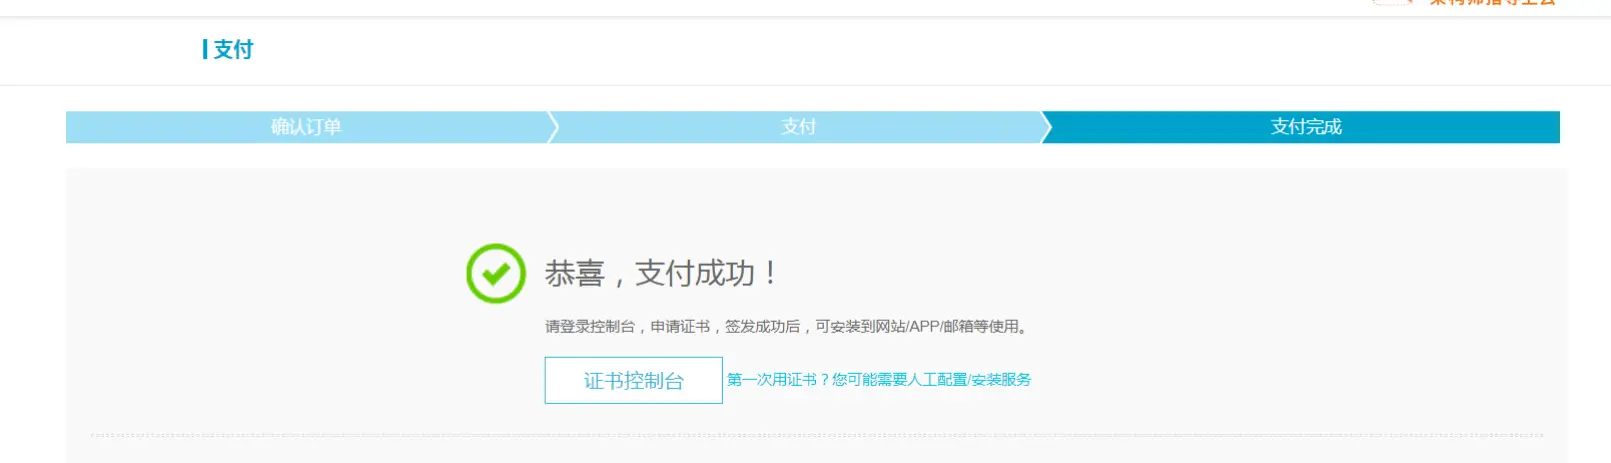 支付
确认订单
支付
支付完成
恭喜，支付成功！
请登录控制台，申请证书，签发成功后，可安装到网站/APP/邮箱等使用。
证书控制台 第一次用证书？您可能需要人工配置/安装服务